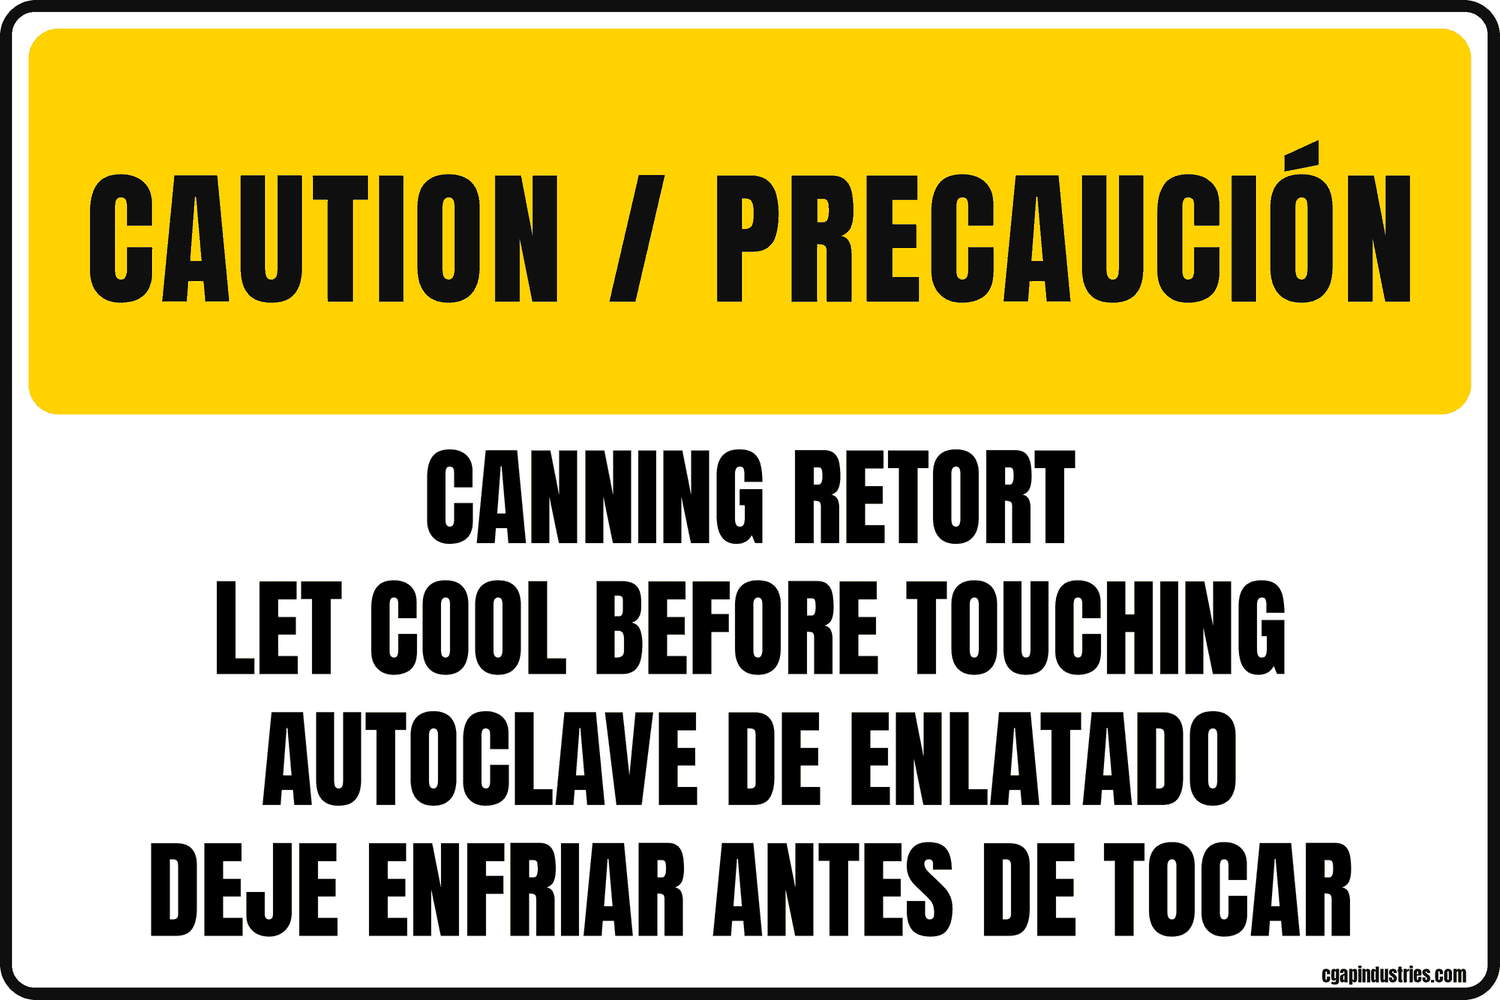 CAUTION / PRECAUCIÓN
CANNING RETORT
LET COOL BEFORE TOUCHING
AUTOCLAVE DE ENLATADO
DEJE ENFRIAR ANTES DE TOCAR
cgapindustries.com